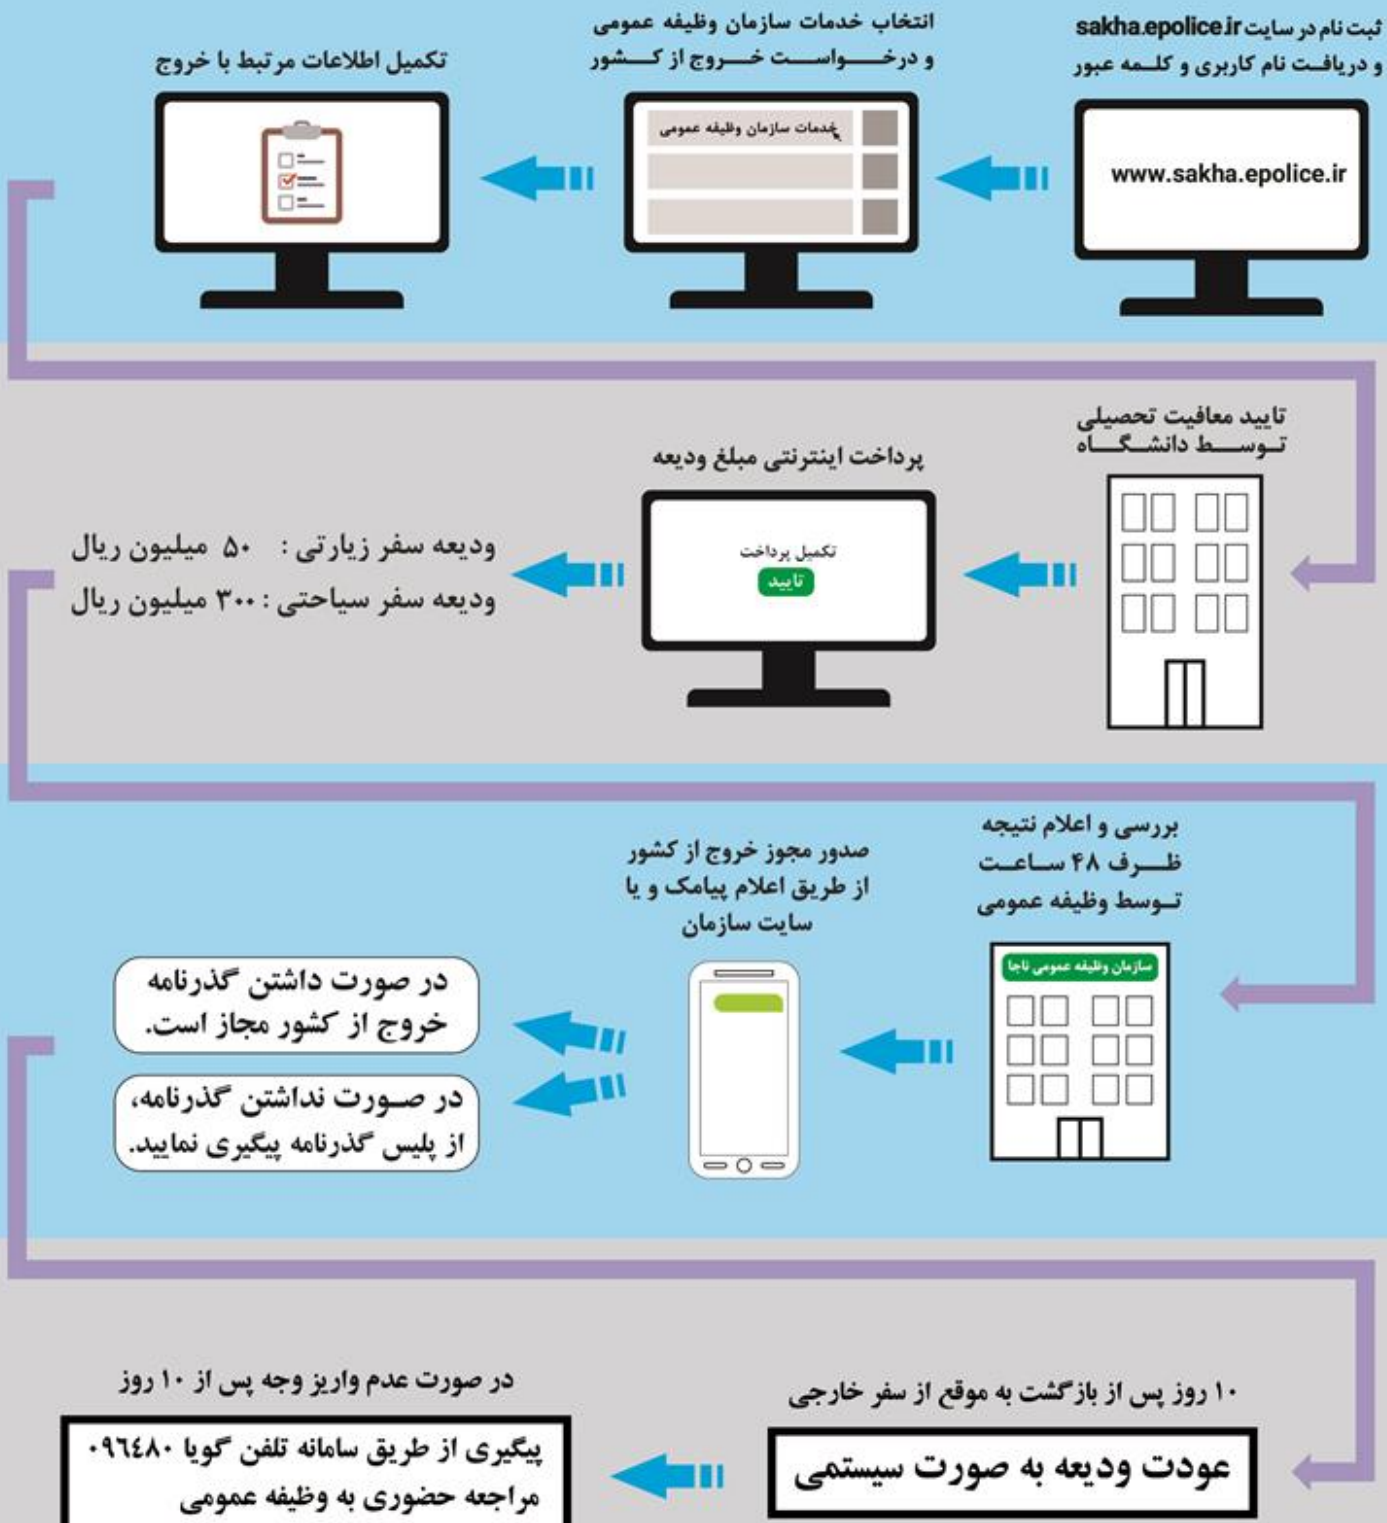 ثبت نام در سایت sakha.epolice.ir
و دریافت نام کاربری و کلمه عبور
www.sakha.epolice.ir
انتخاب خدمات سازمان وظیفه عمومی
و درخواست خروج از کشور
خدمات سازمان وظیفه عمومی
تکمیل اطلاعات مرتبط با خروج
تایید معافیت تحصیلی
توسط دانشگاه
پرداخت اینترنتی مبلغ ودیعه
تکمیل پرداخت
تایید
ودیعه سفر زیارتی : ۵۰ میلیون ریال
ودیعه سفر سیاحتی : ۳۰۰ میلیون ریال
بررسی و اعلام نتیجه
ظرف ۴۸ ساعت
توسط وظیفه عمومی
سازمان وظیفه عمومی ناجا
صدور مجوز خروج از کشور
از طریق اعلام پیامک و یا
سایت سازمان
در صورت داشتن گذرنامه
خروج از کشور مجاز است.
در صورت نداشتن گذرنامه،
از پلیس گذرنامه پیگیری نمایید.
۱۰ روز پس از بازگشت به موقع از سفر خارجی
عودت ودیعه به صورت سیستمی
در صورت عدم واریز وجه پس از ۱۰ روز
پیگیری از طریق سامانه تلفن گویا ۰۹٦٤۸۰
مراجعه حضوری به وظیفه عمومی